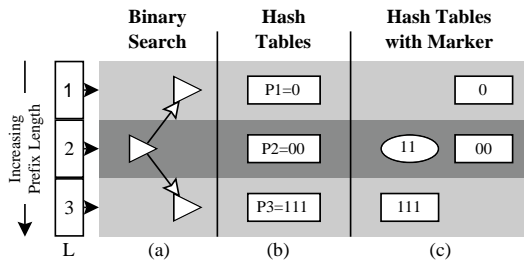 Binary Search
Hash Tables
Hash Tables with Marker
Increasing Prefix Length
1
P1=0
0
2
P2=00
11
00
3
P3=111
111
L
(a)
(b)
(c)